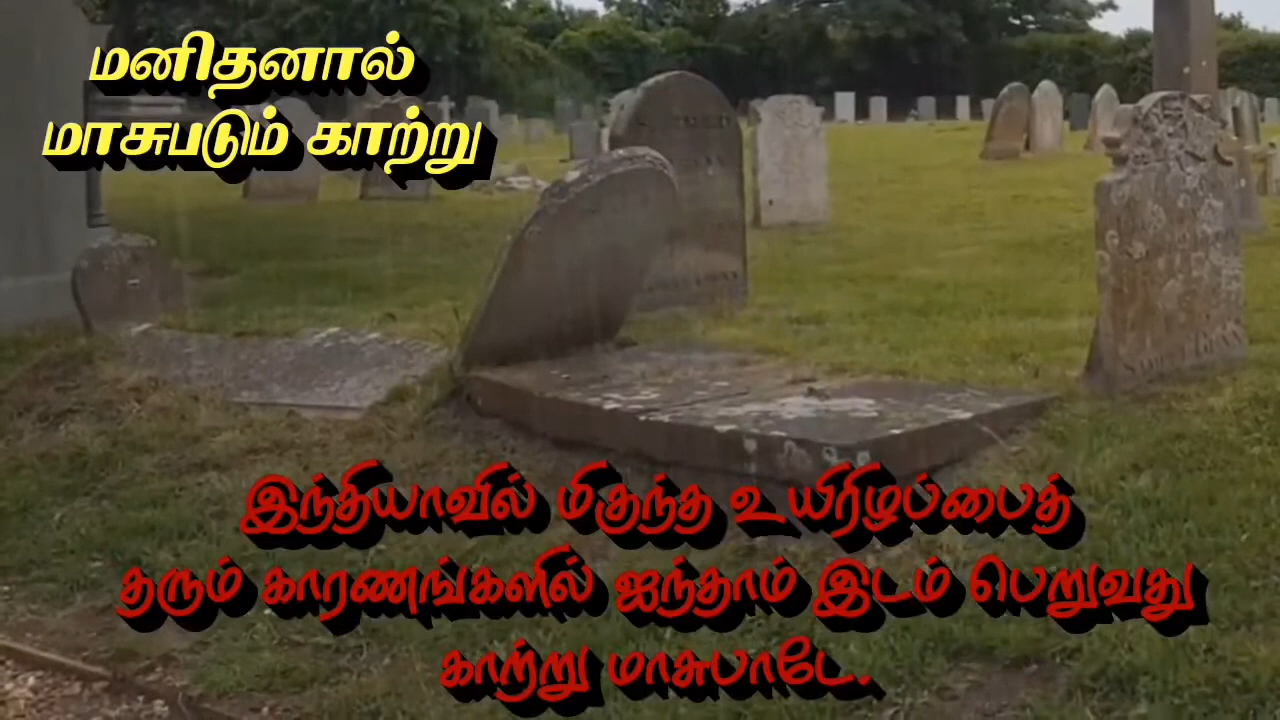 மனிதனால்
மாசுபடும் காற்று
இந்தியாவில் மிகுந்த உயிரிழப்பைத்
தரும் காரணங்களில் ஐந்தாம் இடம் பெறுவது
காற்று மாசுபாடே.